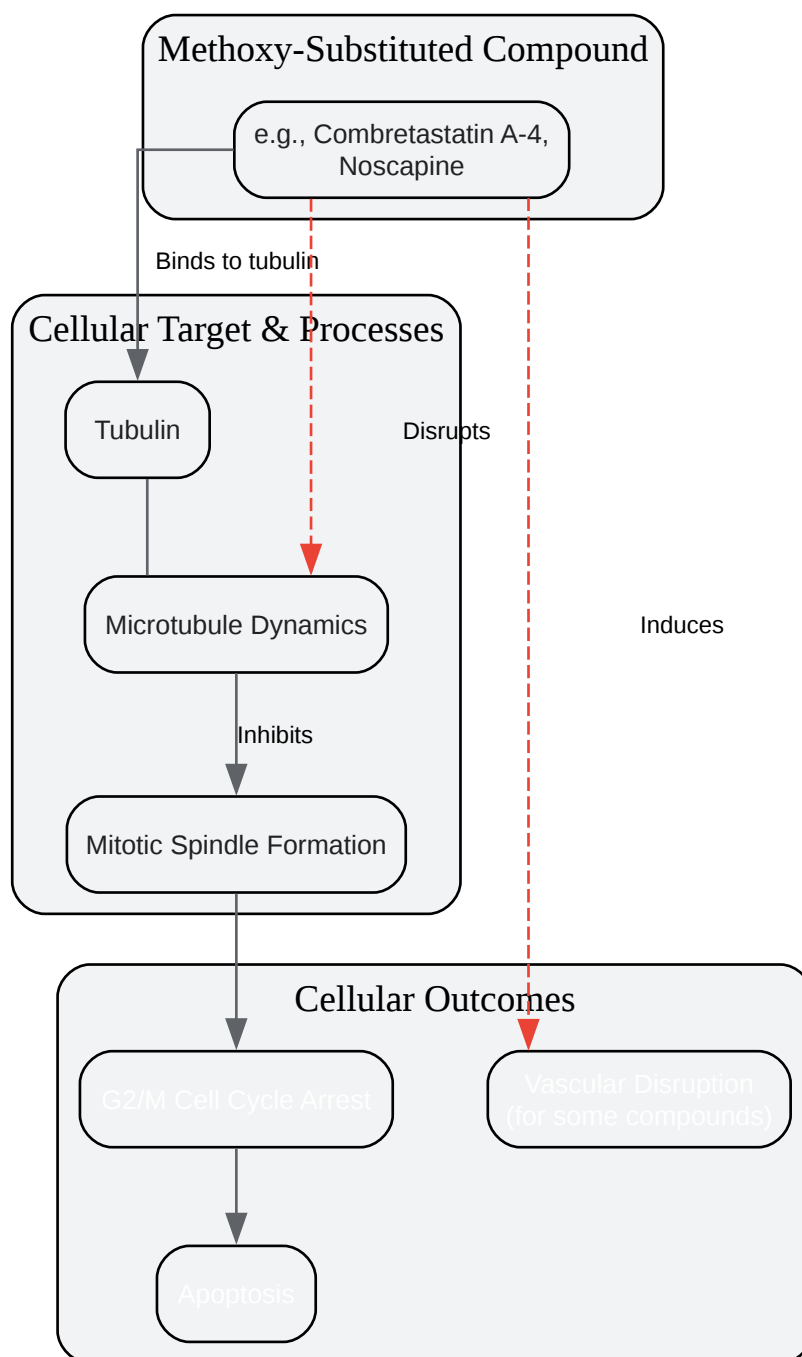 Methoxy-Substituted Compound
e.g., Combretastatin A-4,
Noscapine
Binds to tubulin
Cellular Target & Processes
Tubulin
Disrupts
Microtubule Dynamics
Induces
Inhibits
Mitotic Spindle Formation
Cellular Outcomes
G2/M Cell Cycle Arrest
Vascular Disruption
(for some compounds)
Apoptosis